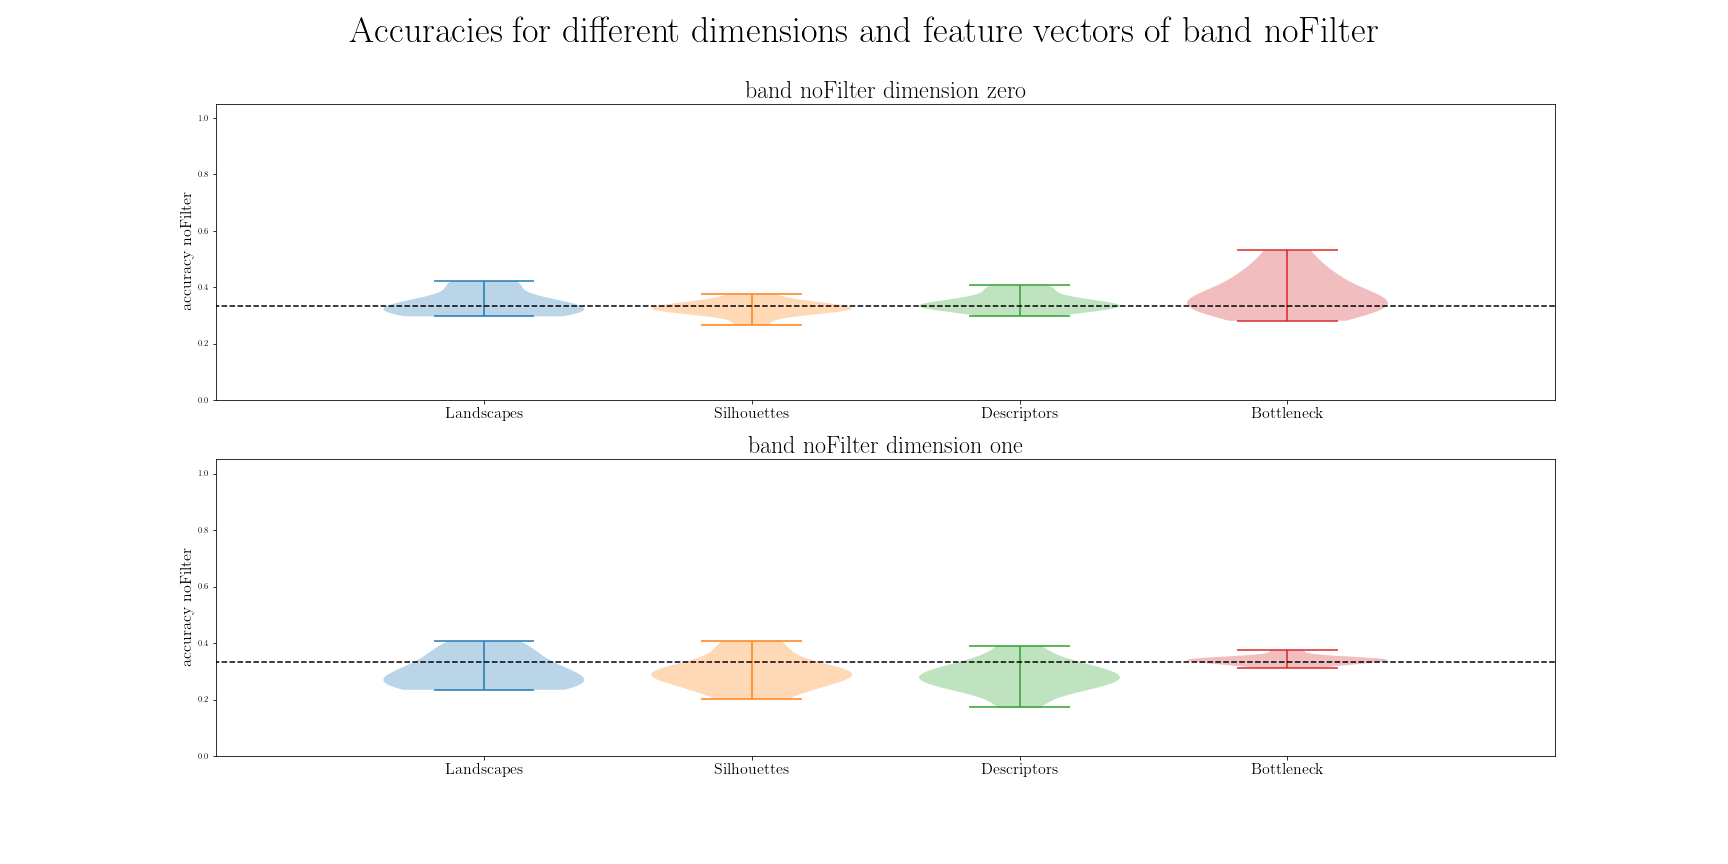 Accuracies for different dimensions and feature vectors of band noFilter
band noFilter dimension zero
accuracy noFilter
1.0
0.8
0.6
0.4
0.2
0.0
Landscapes Silhouettes Descriptors Bottleneck
band noFilter dimension one
accuracy noFilter
1.0
0.8
0.6
0.4
0.2
0.0
Landscapes Silhouettes Descriptors Bottleneck